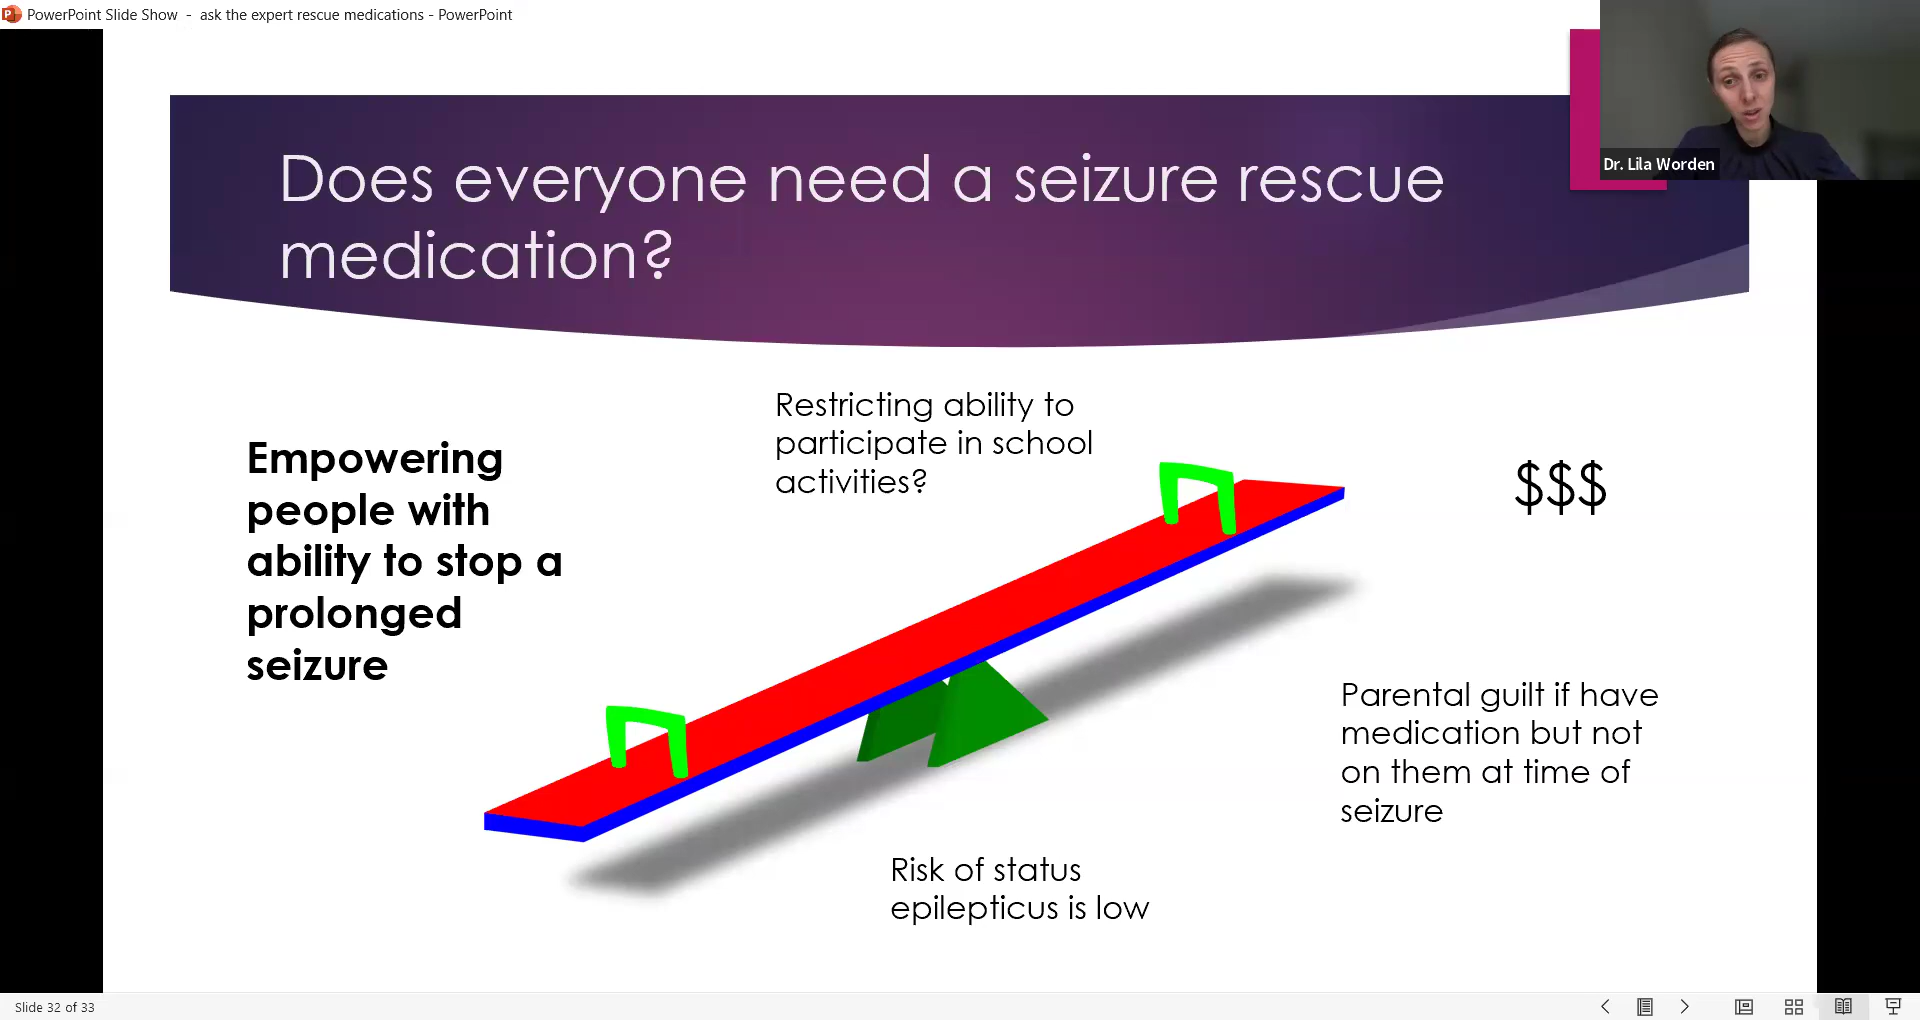 PowerPoint Slide Show - ask the expert rescue medications - PowerPoint
Dr. Lila Worden
Does everyone need a seizure rescue
medication?
Empowering
people with
ability to stop a
prolonged
seizure
Restricting ability to
participate in school
activities?
$$$
Parental guilt if have
medication but not
on them at time of
seizure
Risk of status
epilepticus is low
Slide 32 of 33